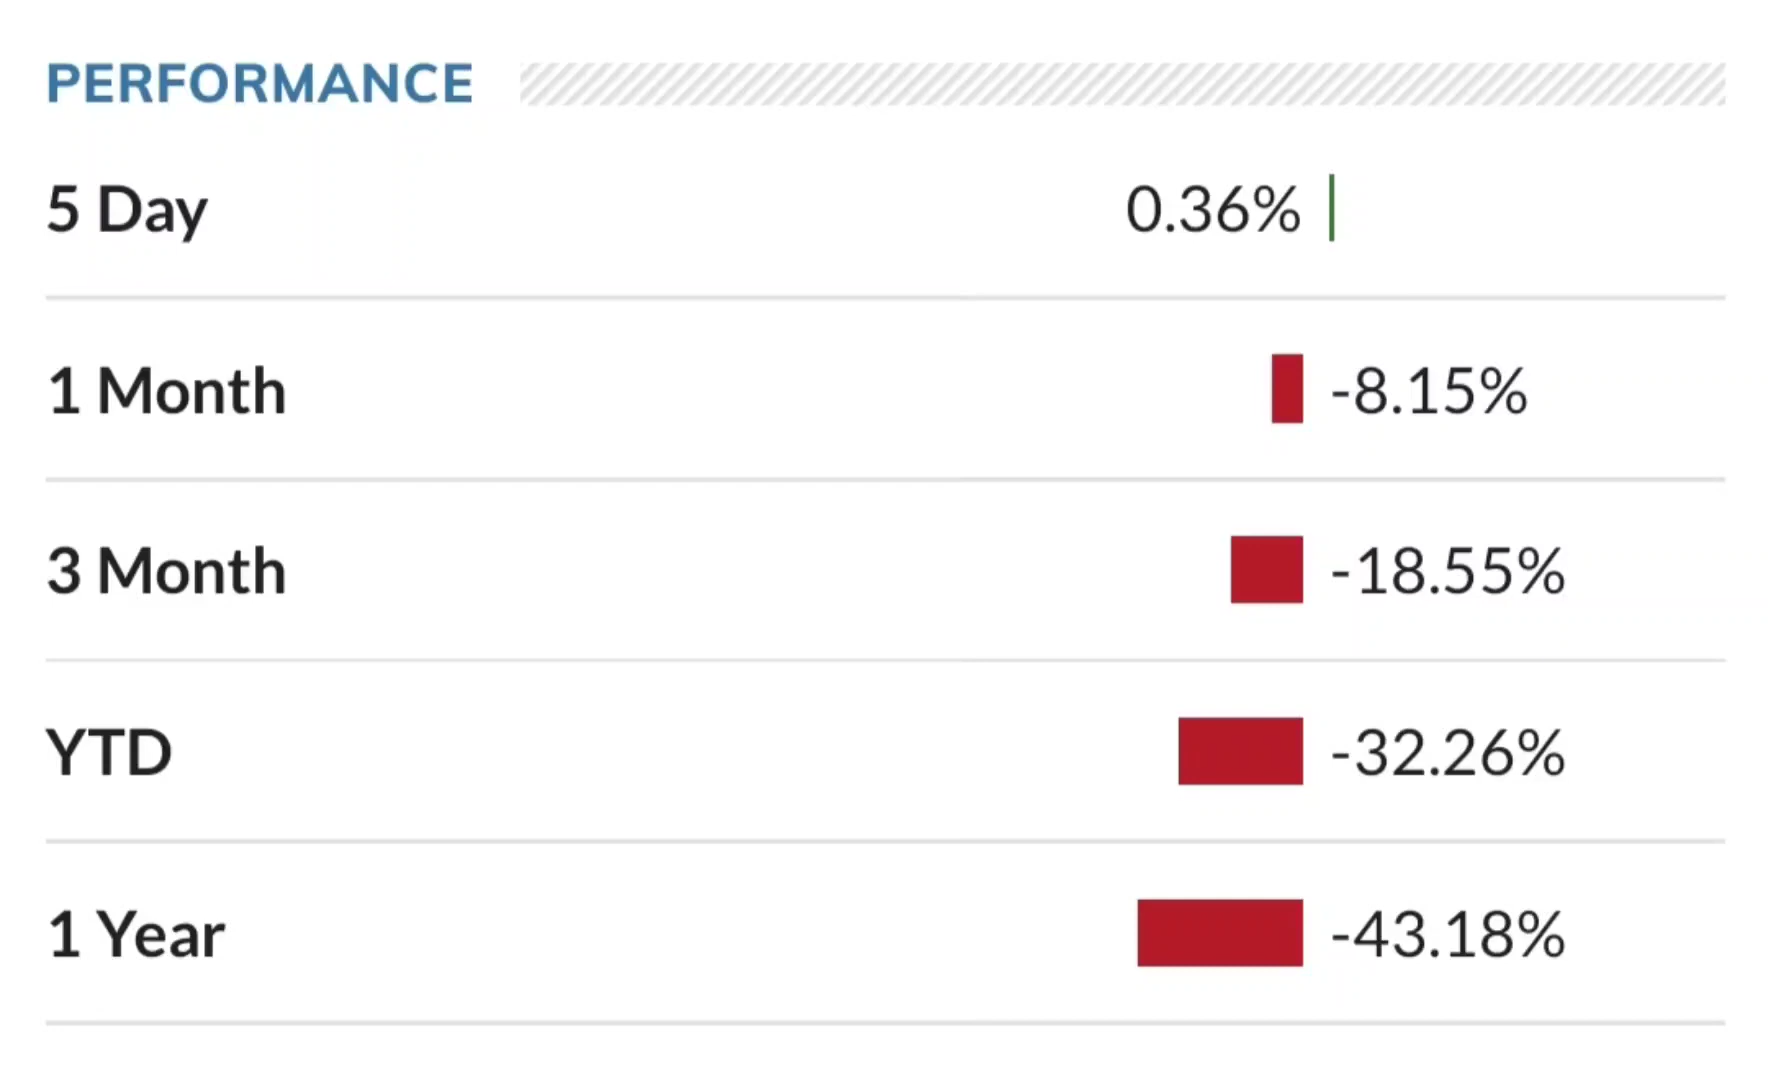 PERFORMANCE
5 Day 0.36%
1 Month -8.15%
3 Month -18.55%
YTD -32.26%
1 Year -43.18%